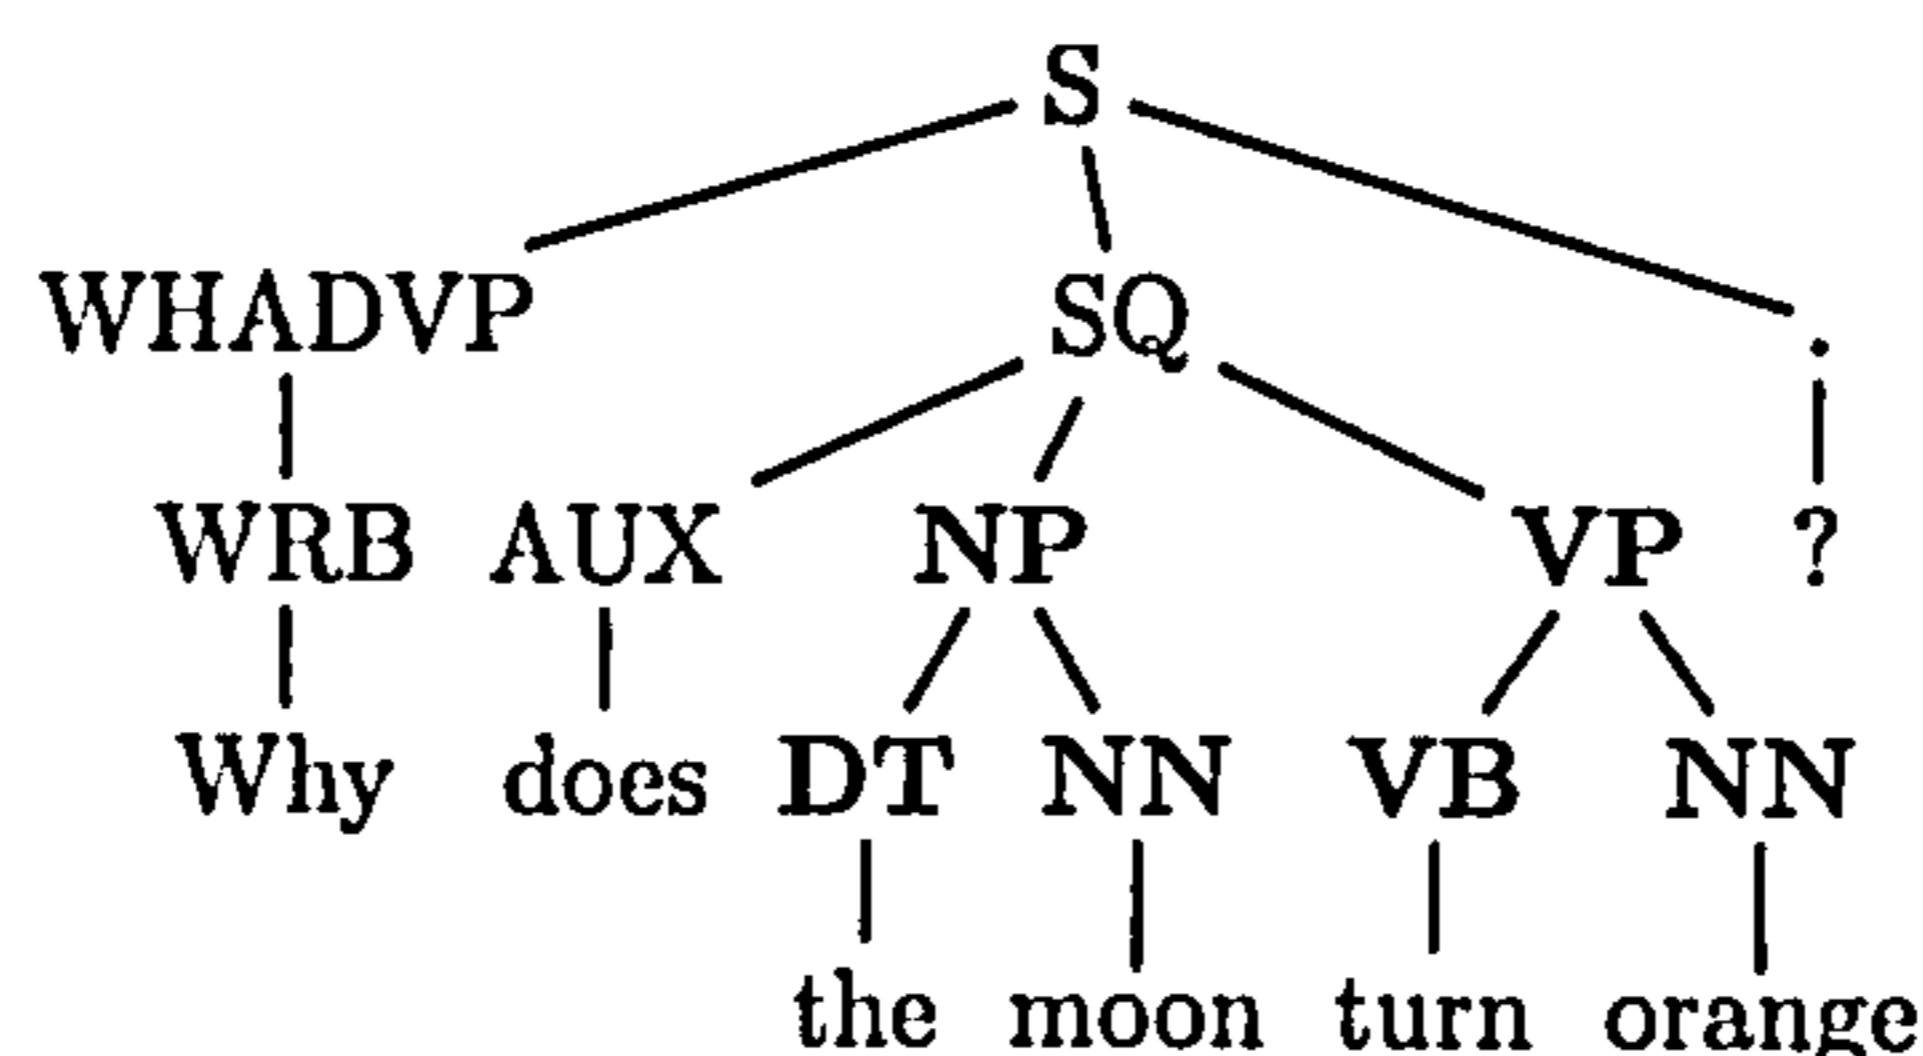 S
WHADVP SQ .
WRB AUX NP VP ?
Why does DT NN VB NN
the moon turn orange